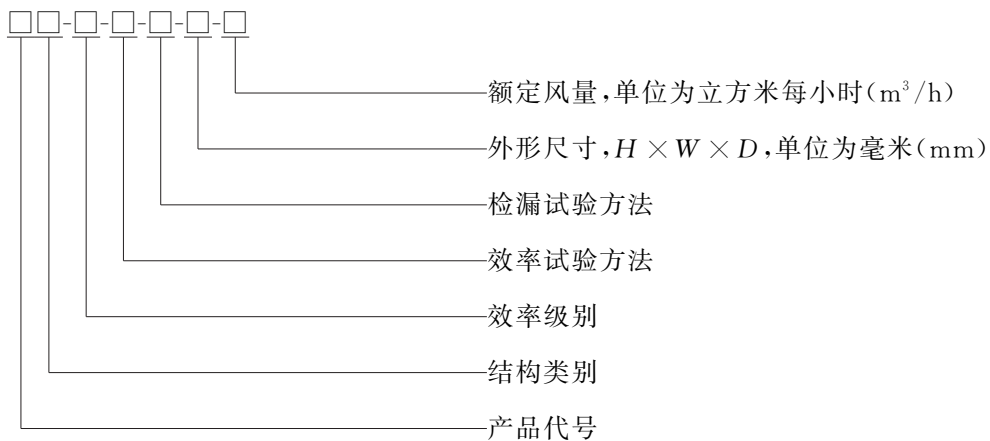 □□-□-□-□-□-□
额定风量,单位为立方米每小时(m³/h)
外形尺寸,H×W×D,单位为毫米(mm)
检漏试验方法
效率试验方法
效率级别
结构类别
产品代号